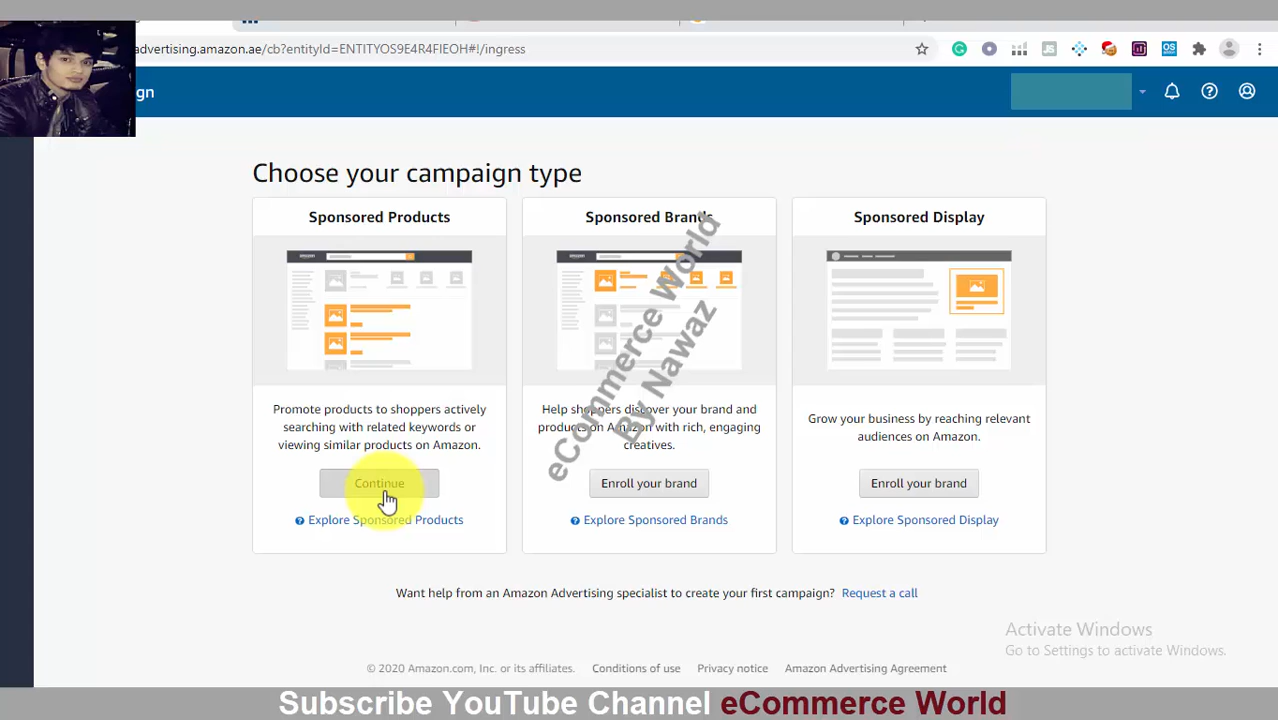 advertising.amazon.ae/cb?entityId=ENTITYOS9E4R4FIEOH#!/ingress
gn
Choose your campaign type
Sponsored Products
Sponsored Brands
Sponsored Display
amazon
amazon
Promote products to shoppers actively
searching with related keywords or
viewing similar products on Amazon.
Help shoppers discover your brand and
products on Amazon with rich, engaging
creatives.
Grow your business by reaching relevant
audiences on Amazon.
Continue
Enroll your brand
Enroll your brand
Explore Sponsored Products
Explore Sponsored Brands
Explore Sponsored Display
eCommerce World
By Nawaz
Want help from an Amazon Advertising specialist to create your first campaign? Request a call
Activate Windows
Go to Settings to activate Windows.
© 2020 Amazon.com, Inc. or its affiliates. Conditions of use Privacy notice Amazon Advertising Agreement
Subscribe YouTube Channel eCommerce World